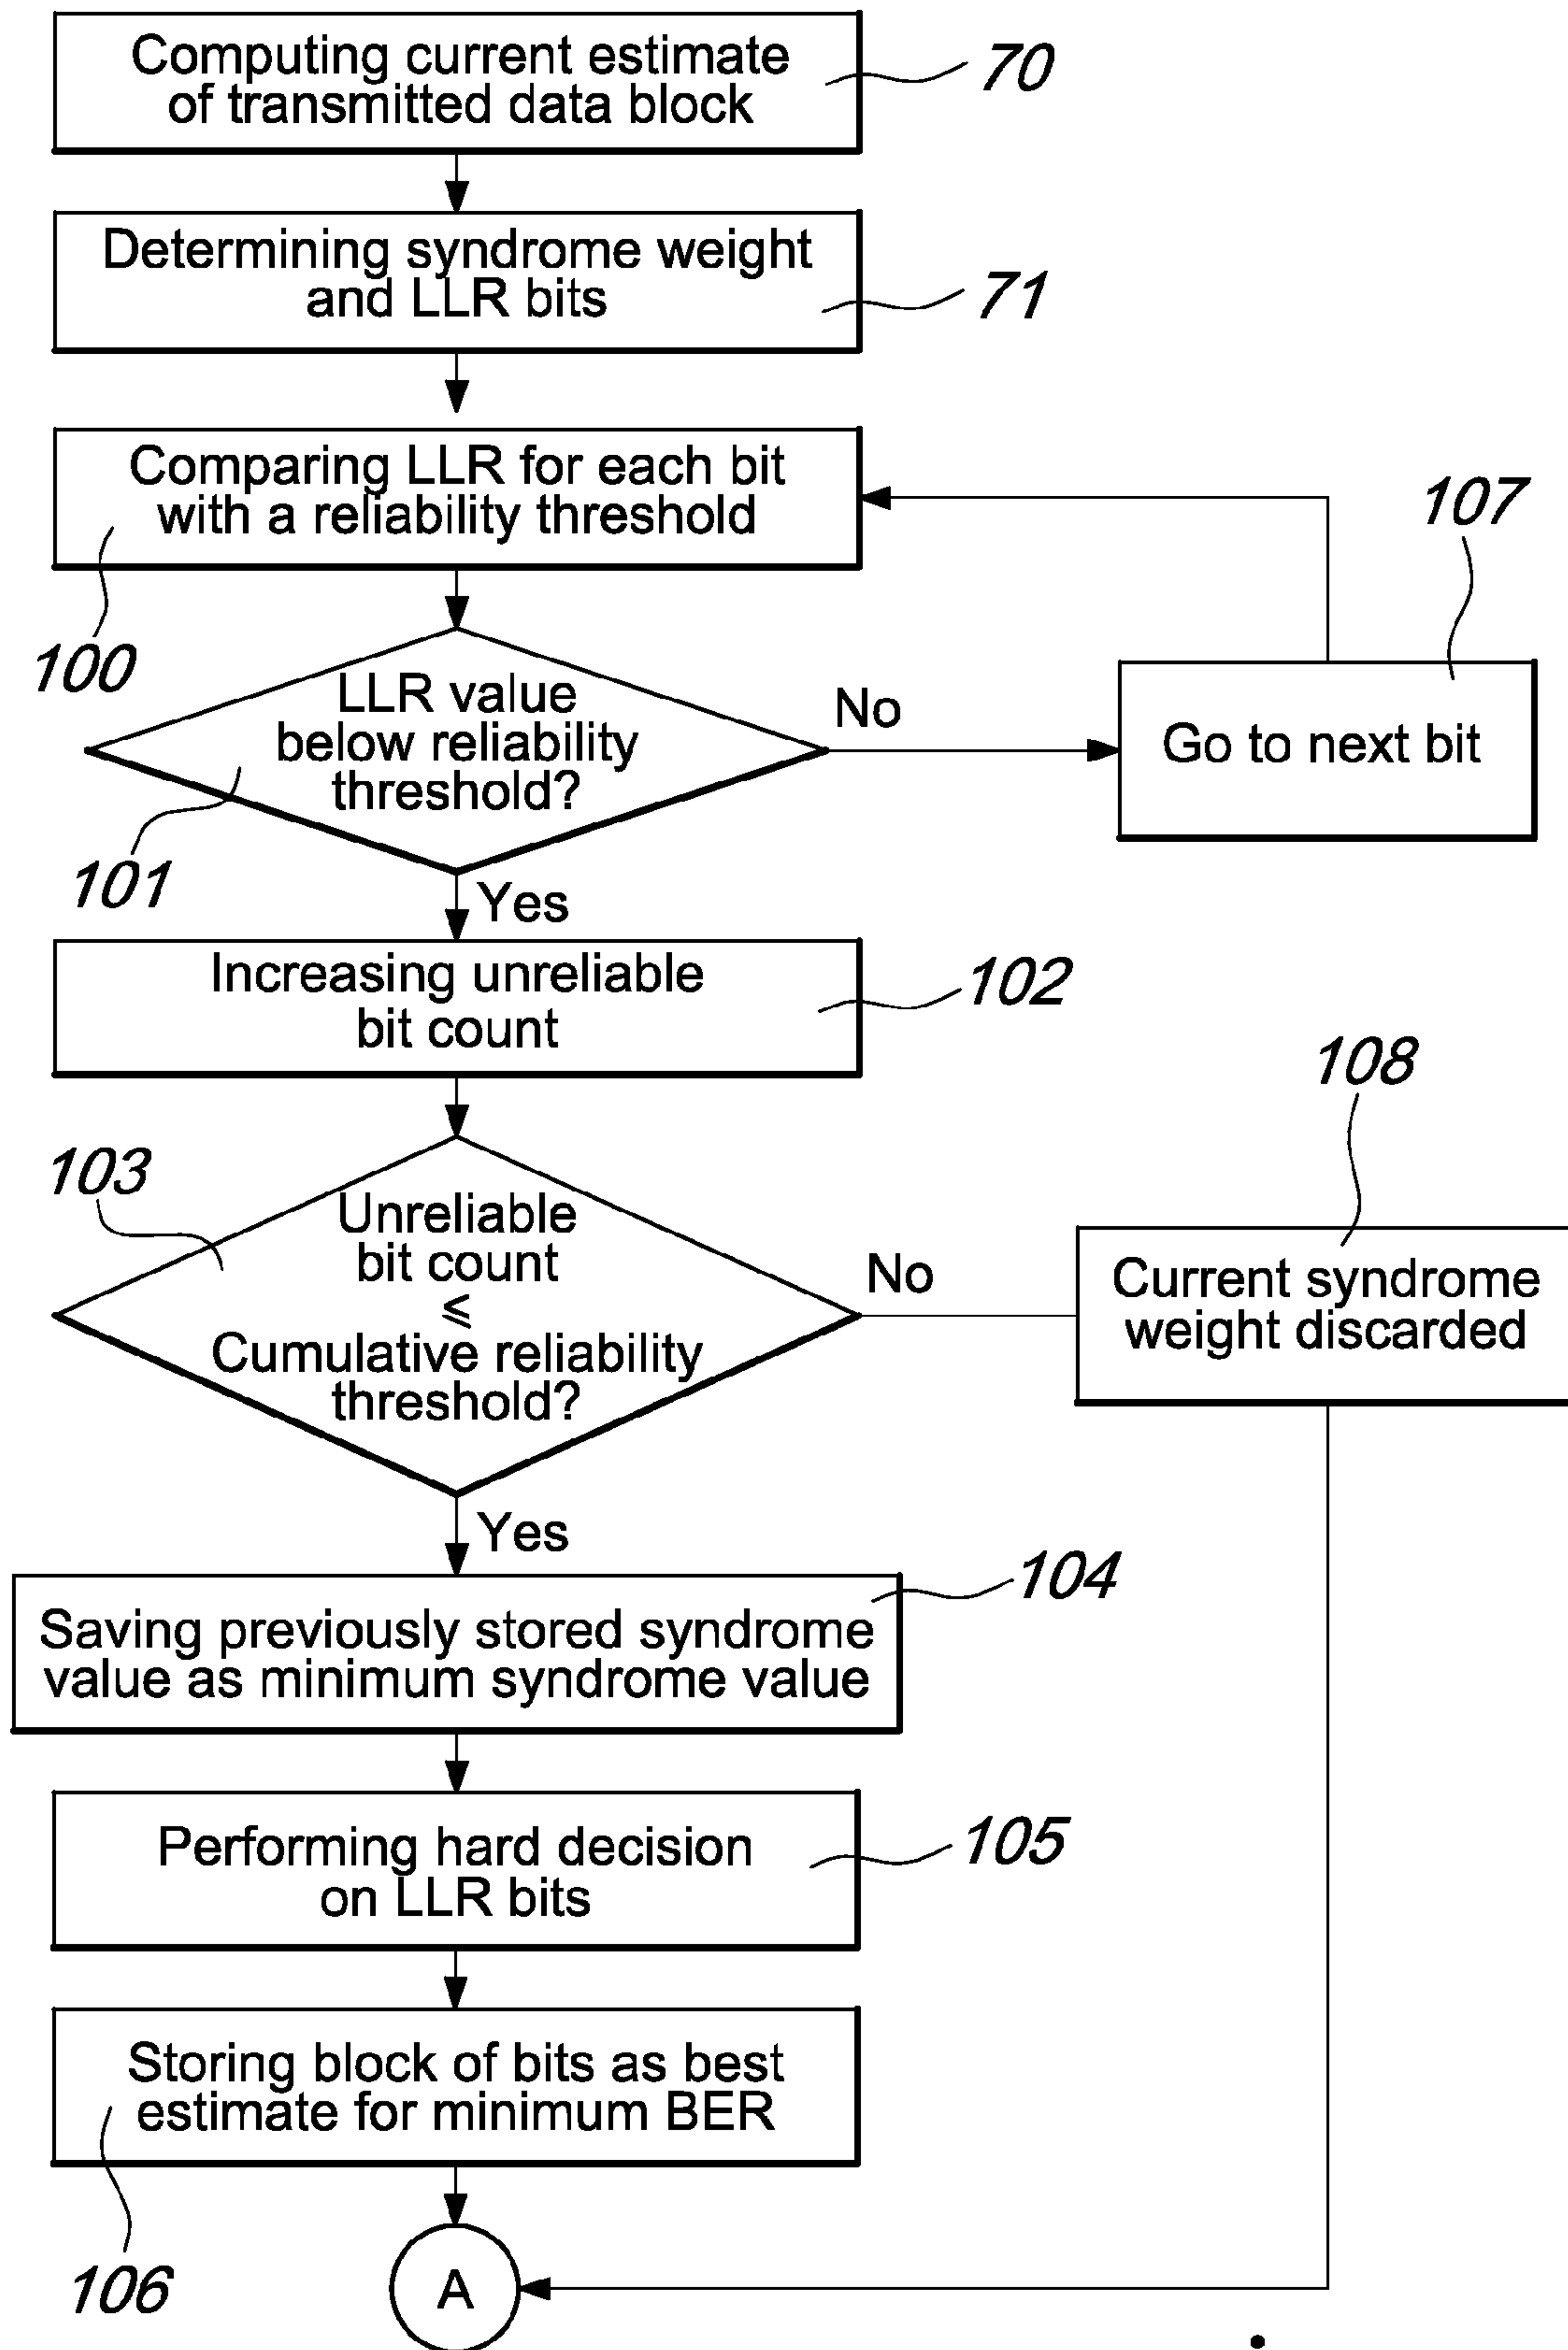 Computing current estimate
of transmitted data block
70
Determining syndrome weight
and LLR bits
71
Comparing LLR for each bit
with a reliability threshold
100
107
LLR value
below reliability
threshold?
101
No
Go to next bit
Yes
Increasing unreliable
bit count
102
108
103
Unreliable
bit count
≤
Cumulative reliability
threshold?
No
Current syndrome
weight discarded
Yes
104
Saving previously stored syndrome
value as minimum syndrome value
Performing hard decision
on LLR bits
105
Storing block of bits as best
estimate for minimum BER
106
A